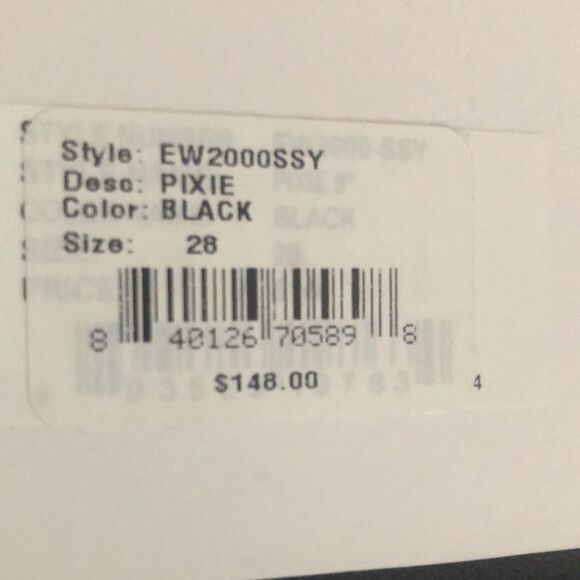 Style: EW2000SSY
Desc: PIXIE
Color: BLACK
Size: 28
8 40126 70589 8
$148.00
4